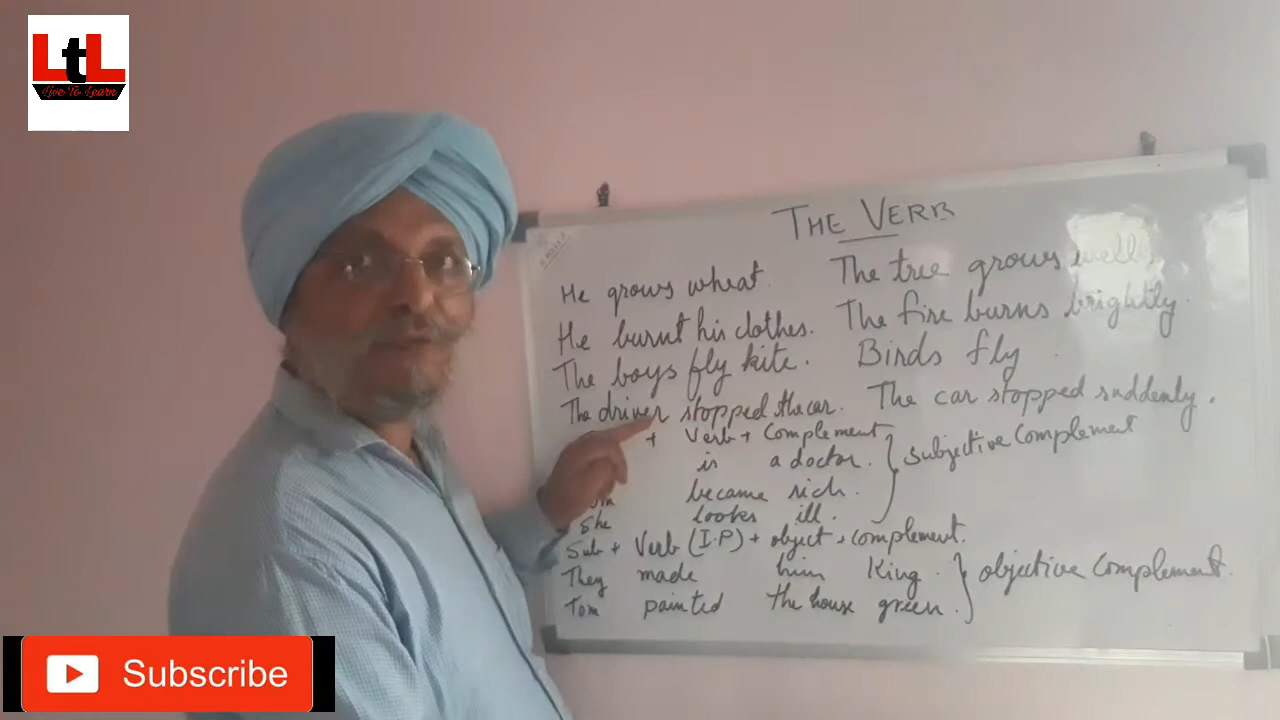 LtL
Live To Learn
THE VERB
He grows wheat. The tree grows well.
He burnt his clothes. The fire burns brightly.
The boys fly kite. Birds fly.
The driver stopped the car. The car stopped suddenly.
+ Verb + Complement
is a doctor.
became rich.
She looks ill.
} Subjective Complement
Sub + Verb (I.P) + object + complement.
They made him King.
Tom painted the house green.
} objective Complement.
Subscribe